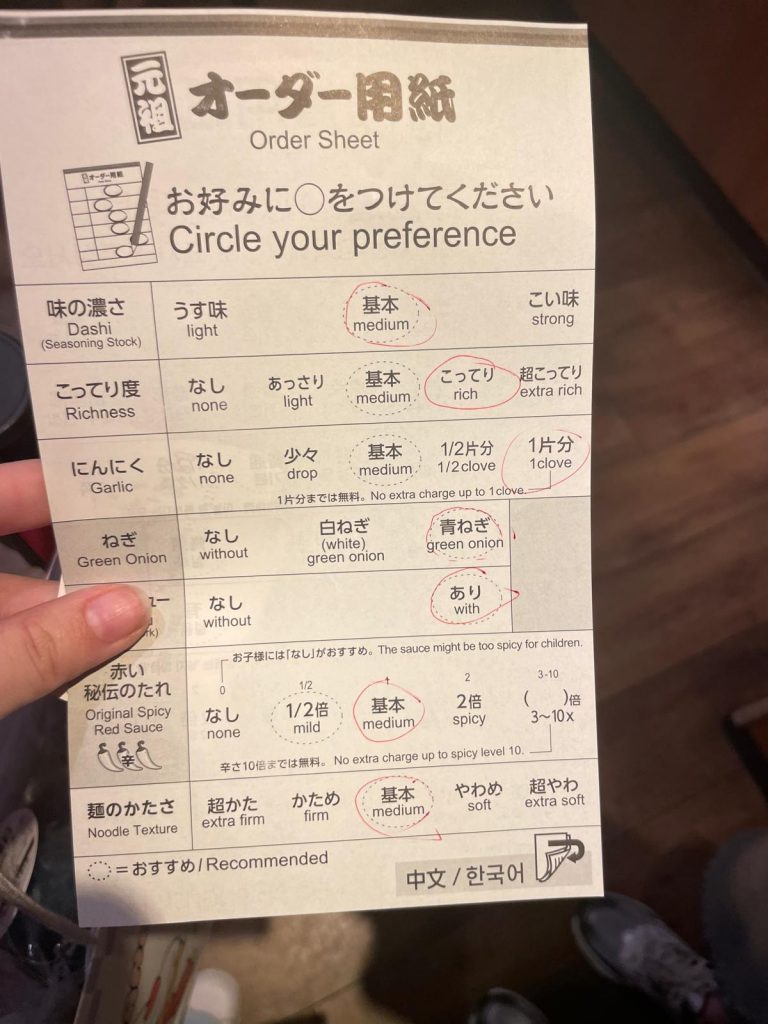 元祖
オーダー用紙
Order Sheet
オーダー用紙
お好みに○をつけてください
Circle your preference
味の濃さ
Dashi
(Seasoning Stock)
うす味
light
基本
medium
こい味
strong
こってり度
Richness
なし
none
あっさり
light
基本
medium
こってり
rich
超こってり
extra rich
にんにく
Garlic
なし
none
少々
drop
基本
medium
1/2片分
1/2clove
1片分
1clove
1片分までは無料。No extra charge up to 1clove.
ねぎ
Green Onion
なし
without
白ねぎ
(white)
green onion
青ねぎ
green onion
なし
without
あり
with
お子様には「なし」がおすすめ。The sauce might be too spicy for children.
赤い
秘伝のたれ
Original Spicy
Red Sauce
辛
0
なし
none
1/2
1/2倍
mild
1
基本
medium
2
2倍
spicy
3-10
( )倍
3～10x
辛さ10倍までは無料。No extra charge up to spicy level 10.
麺のかたさ
Noodle Texture
超かた
extra firm
かため
firm
基本
medium
やわめ
soft
超やわ
extra soft
=おすすめ/Recommended
中文 / 한국어